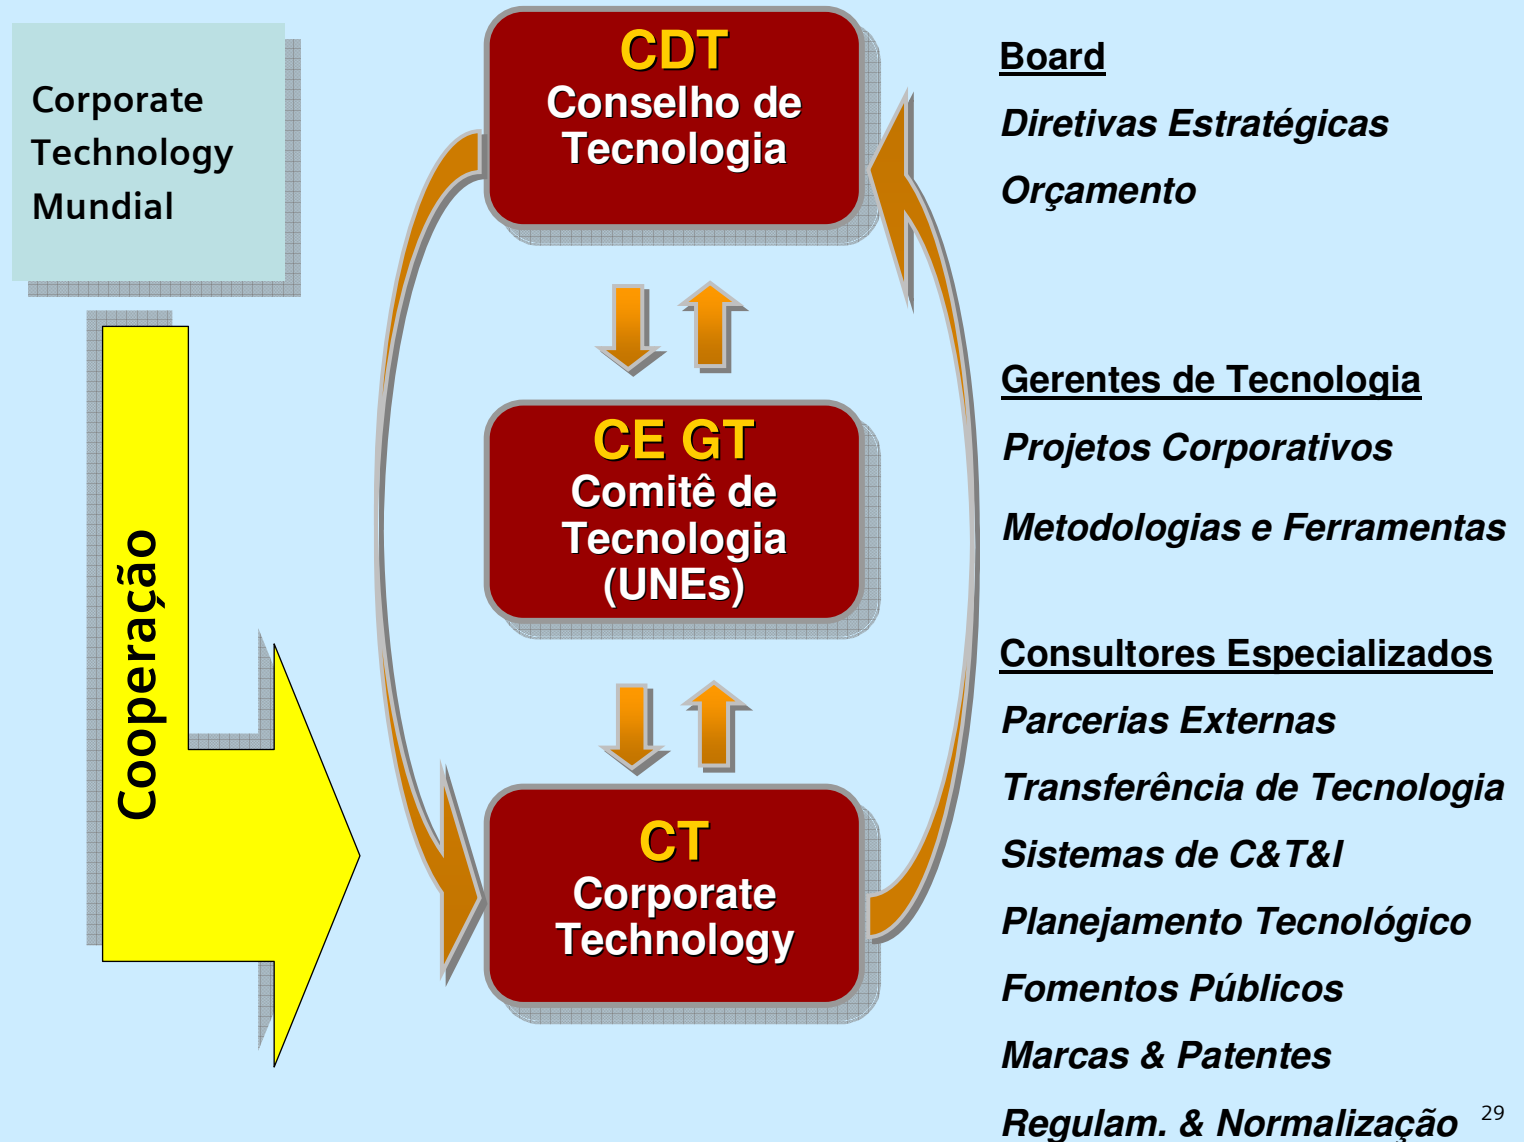 Corporate
Technology
Mundial
Cooperação
CDT
Conselho de
Tecnologia
CE GT
Comitê de
Tecnologia
(UNEs)
CT
Corporate
Technology
Board
Diretivas Estratégicas
Orçamento
Gerentes de Tecnologia
Projetos Corporativos
Metodologias e Ferramentas
Consultores Especializados
Parcerias Externas
Transferência de Tecnologia
Sistemas de C&T&I
Planejamento Tecnológico
Fomentos Públicos
Marcas & Patentes
Regulam. & Normalização
29